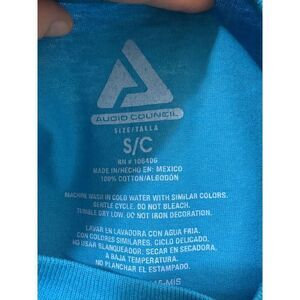 AUDIO COUNCIL
SIZE/TALLA
S/C
RN # 106406
MADE IN/HECHO EN: MEXICO
100% COTTON/ALGODÓN
MACHINE WASH IN COLD WATER WITH SIMILAR COLORS.
GENTLE CYCLE. DO NOT BLEACH.
TUMBLE DRY LOW. DO NOT IRON DECORATION.
LAVAR EN LAVADORA CON AGUA FRIA.
CON COLORES SIMILARES. CICLO DELICADO.
NO USAR BLANQUEADOR. SECAR EN SECADORA,
A BAJA TEMPERATURA.
NO PLANCHAR EL ESTAMPADO.